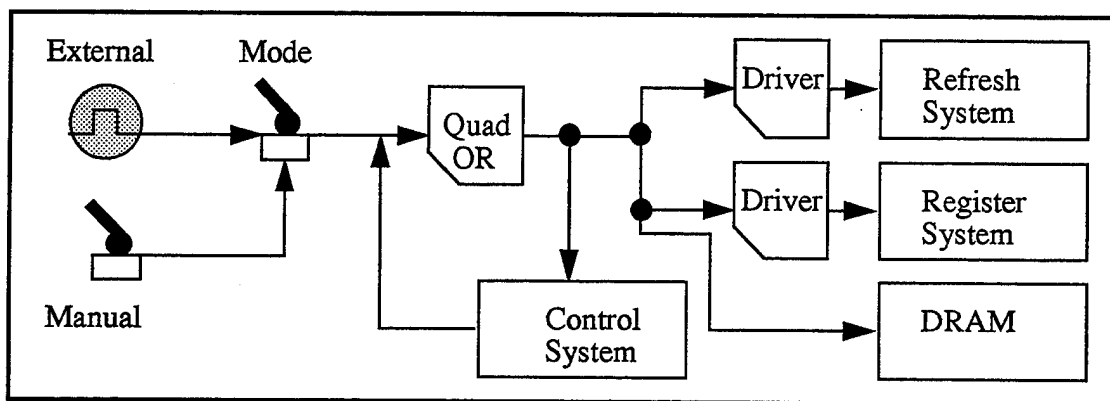 External
Mode
Driver
Refresh
System
Quad
OR
Driver
Register
System
Manual
Control
System
DRAM